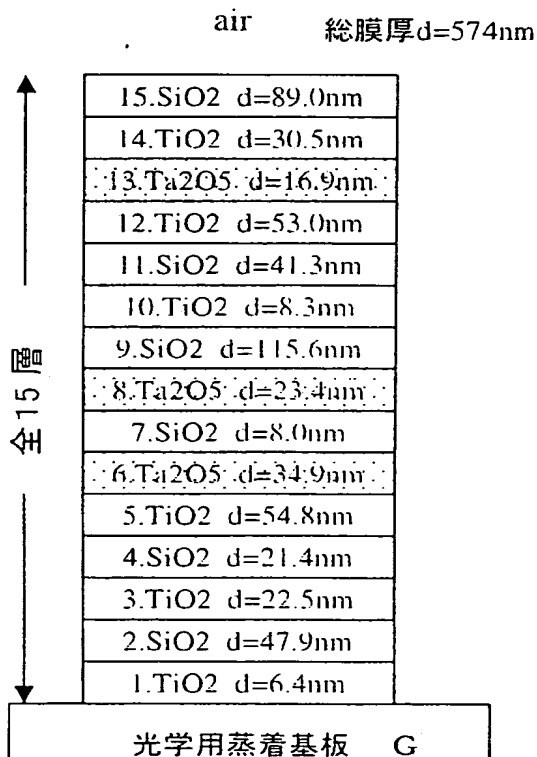 air
総膜厚d=574nm
15.SiO2 d=89.0nm
14.TiO2 d=30.5nm
13.Ta2O5 d=16.9nm
12.TiO2 d=53.0nm
11.SiO2 d=41.3nm
10.TiO2 d=8.3nm
9.SiO2 d=115.6nm
8.Ta2O5 d=23.4nm
7.SiO2 d=8.0nm
6.Ta2O5 d=34.9nm
5.TiO2 d=54.8nm
4.SiO2 d=21.4nm
3.TiO2 d=22.5nm
2.SiO2 d=47.9nm
1.TiO2 d=6.4nm
全15層
光学用蒸着基板 G